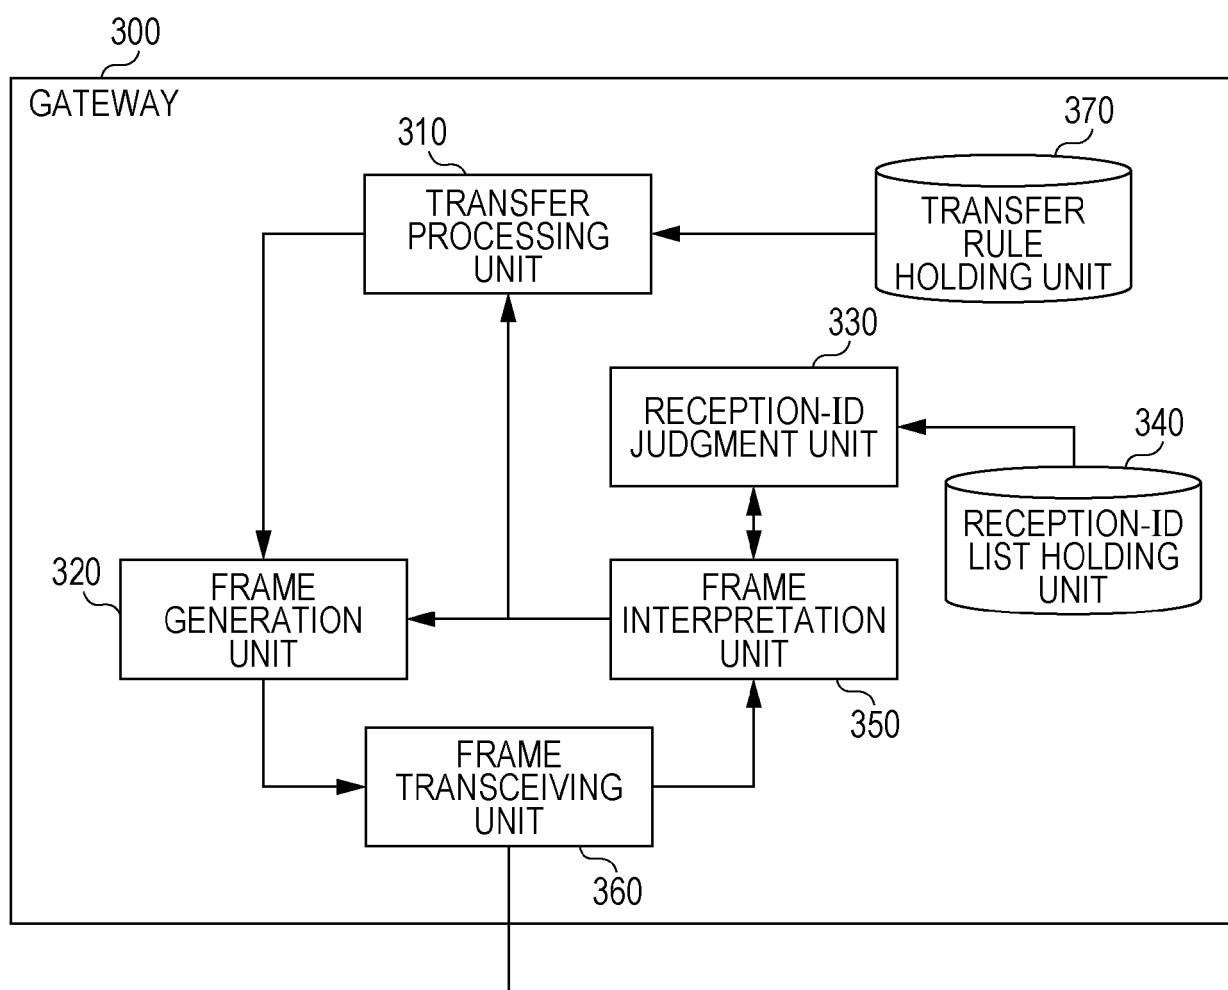 300
GATEWAY
310
TRANSFER
PROCESSING
UNIT
370
TRANSFER
RULE
HOLDING UNIT
330
RECEPTION-ID
JUDGMENT UNIT
340
RECEPTION-ID
LIST HOLDING
UNIT
320
FRAME
GENERATION
UNIT
FRAME
INTERPRETATION
UNIT
350
FRAME
TRANSCEIVING
UNIT
360